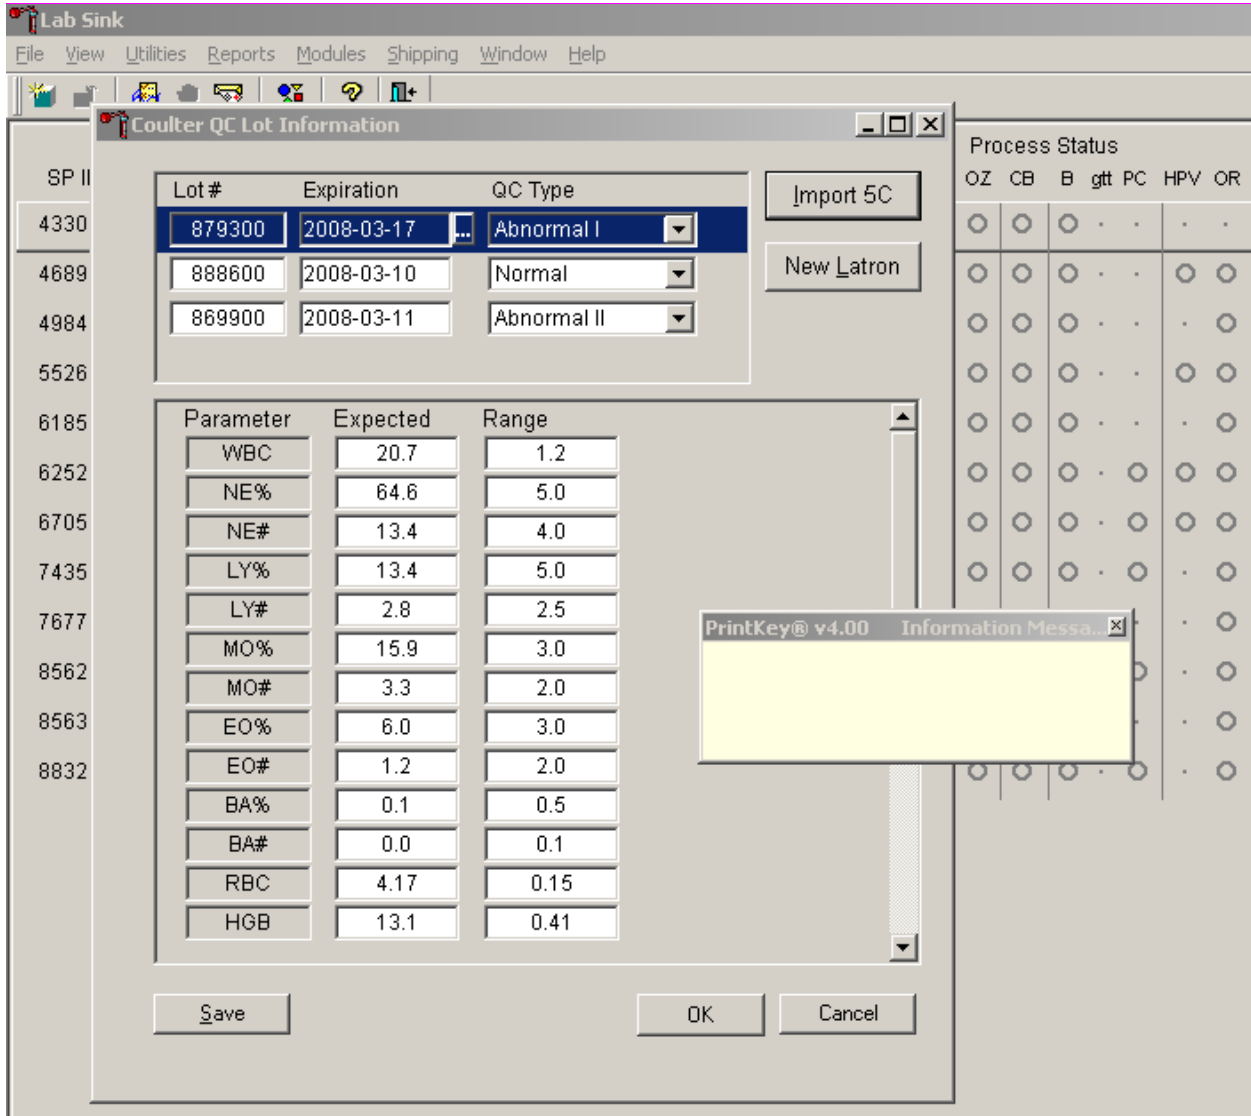 Lab Sink
File View Utilities Reports Modules Shipping Window Help
Coulter QC Lot Information
Process Status
SP II
OZ CB B gtt PC HPV OR
Lot # Expiration QC Type
Import 5C
4330
879300 2008-03-17 ... Abnormal I
4689
888600 2008-03-10 Normal
New Latron
4984
869900 2008-03-11 Abnormal II
5526
6185
Parameter Expected Range
WBC 20.7 1.2
6252
NE% 64.6 5.0
6705
NE# 13.4 4.0
7435
LY% 13.4 5.0
7677
LY# 2.8 2.5
PrintKey® v4.00 Information Messa...
MO% 15.9 3.0
8562
MO# 3.3 2.0
8563
EO% 6.0 3.0
8832
EO# 1.2 2.0
BA% 0.1 0.5
BA# 0.0 0.1
RBC 4.17 0.15
HGB 13.1 0.41
Save OK Cancel